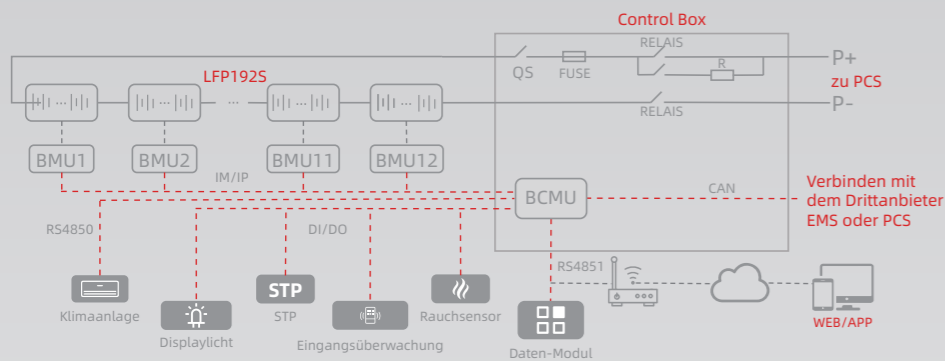 Control Box
RELAIS
QS
FUSE
R
P+
LFP192S
zu PCS
RELAIS
P-
BMU1
BMU2
BMU11
BMU12
IM/IP
BCMU
CAN
Verbinden mit
dem Drittanbieter
EMS oder PCS
RS4850
DI/DO
RS4851
STP
Klimaanlage
STP
Rauchsensor
WEB/APP
Displaylicht
Eingangsüberwachung
Daten-Modul